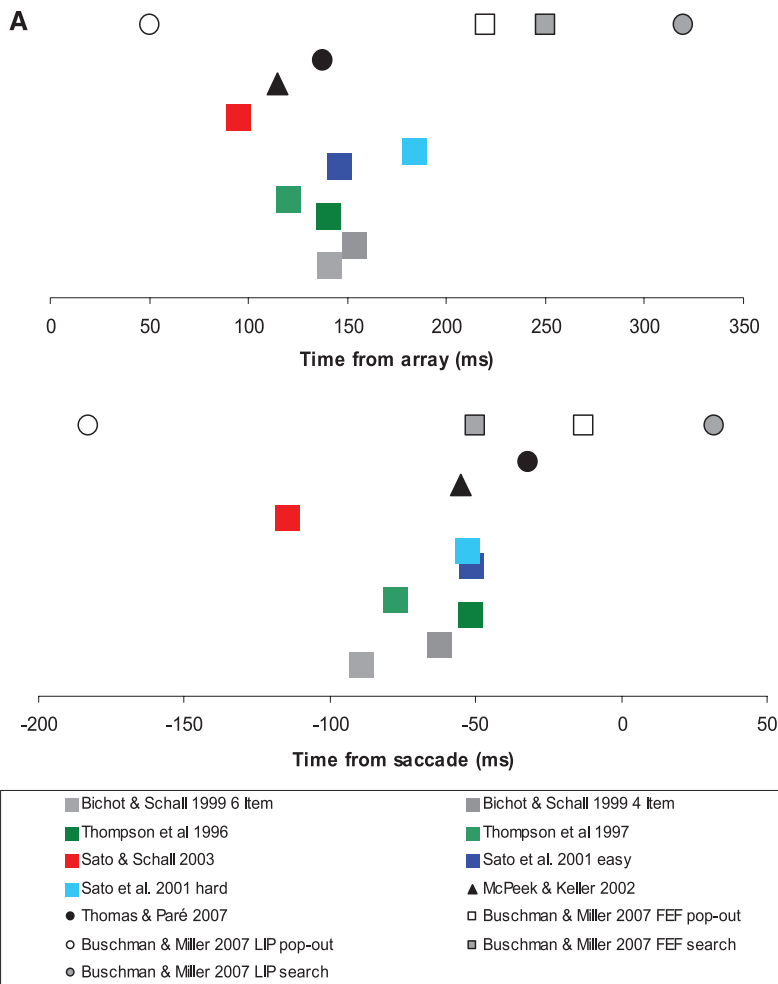 A
0 50 100 150 200 250 300 350
Time from array (ms)
-200 -150 -100 -50 0 50
Time from saccade (ms)
Bichot & Schall 1999 6 Item Bichot & Schall 1999 4 Item
Thompson et al 1996 Thompson et al 1997
Sato & Schall 2003 Sato et al. 2001 easy
Sato et al. 2001 hard McPeek & Keller 2002
Thomas & Paré 2007 Buschman & Miller 2007 FEF pop-out
Buschman & Miller 2007 LIP pop-out Buschman & Miller 2007 FEF search
Buschman & Miller 2007 LIP search